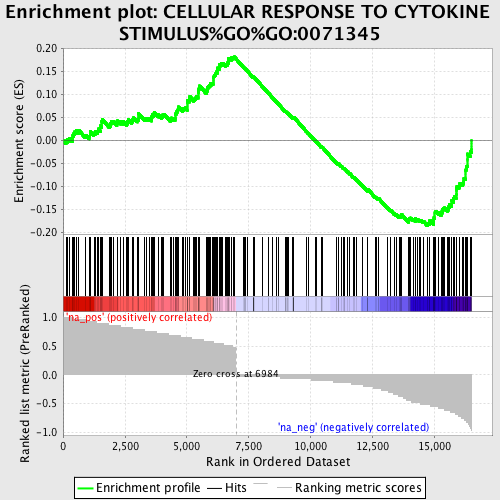 Enrichment plot: CELLULAR RESPONSE TO CYTOKINE
STIMULUS%GO%GO:0071345
Enrichment score (ES)
0.20
0.15
0.10
0.05
0.00
-0.05
-0.10
-0.15
-0.20
Ranked list metric (PreRanked)
1.0
0.5
0.0
-0.5
-1.0
'na_pos' (positively correlated)
Zero cross at 6984
'na_neg' (negatively correlated)
0
2,500
5,000
7,500
10,000
12,500
15,000
Rank in Ordered Dataset
Enrichment profile
Hits
Ranking metric scores